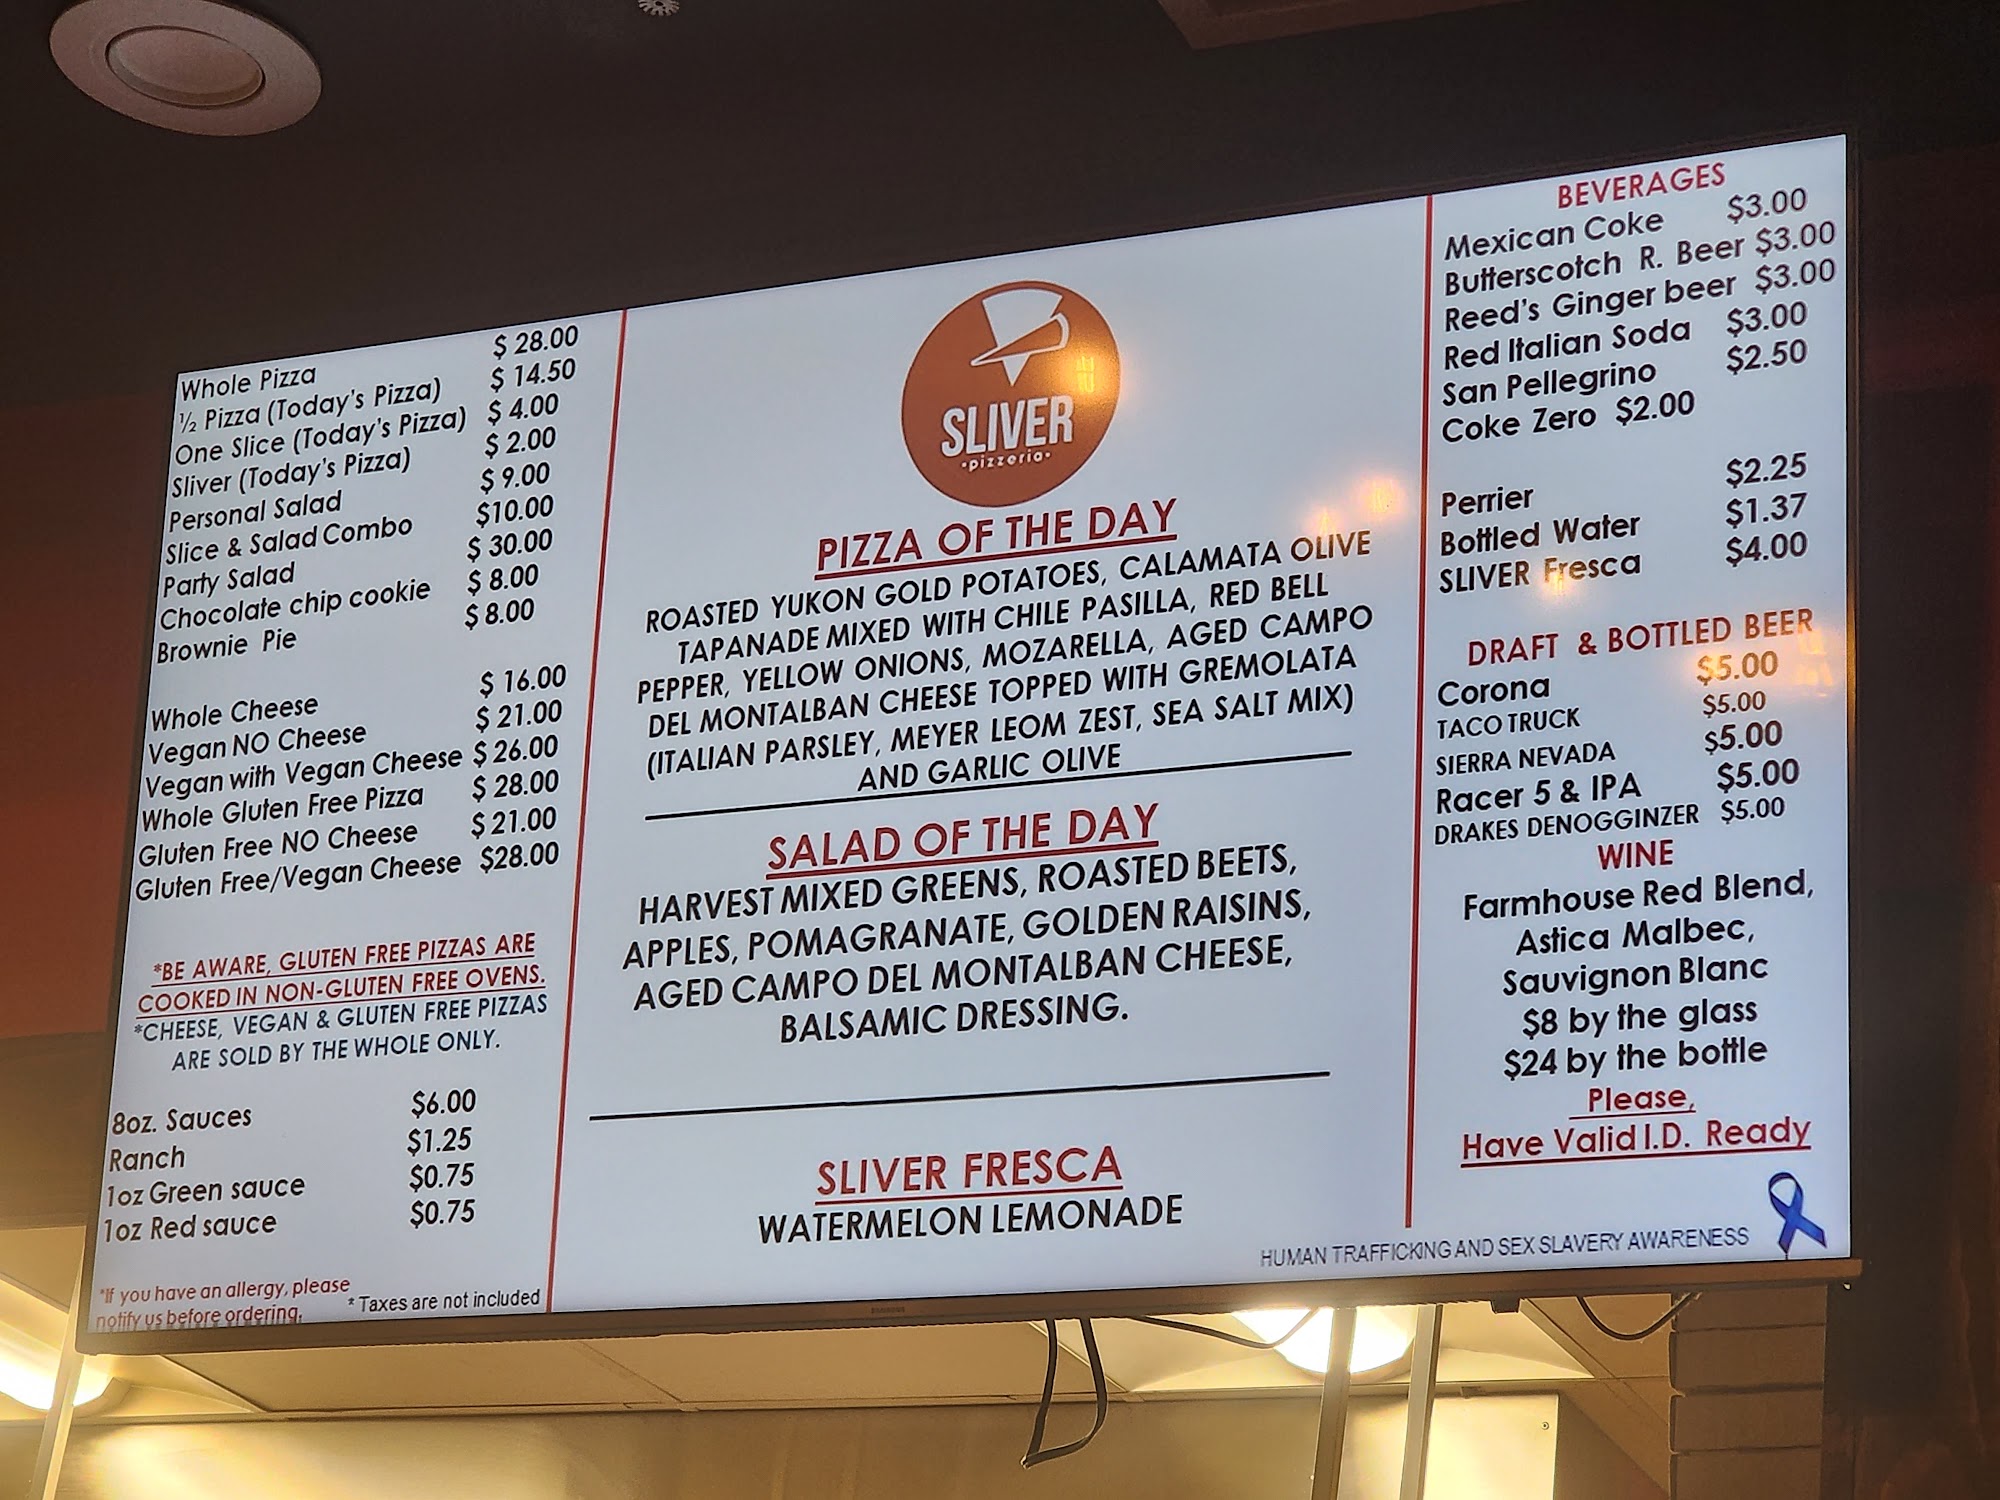 Whole Pizza $ 28.00
½ Pizza (Today's Pizza) $ 14.50
One Slice (Today's Pizza) $ 4.00
Sliver (Today's Pizza) $ 2.00
Personal Salad $ 9.00
Slice & Salad Combo $10.00
Party Salad $ 30.00
Chocolate chip cookie $ 8.00
Brownie Pie $ 8.00
Whole Cheese $ 16.00
Vegan NO Cheese $ 21.00
Vegan with Vegan Cheese $ 26.00
Whole Gluten Free Pizza $ 28.00
Gluten Free NO Cheese $ 21.00
Gluten Free/Vegan Cheese $28.00
*BE AWARE, GLUTEN FREE PIZZAS ARE
COOKED IN NON-GLUTEN FREE OVENS.
*CHEESE, VEGAN & GLUTEN FREE PIZZAS
ARE SOLD BY THE WHOLE ONLY.
8oz. Sauces $6.00
Ranch $1.25
1oz Green sauce $0.75
1oz Red sauce $0.75
*If you have an allergy, please
notify us before ordering.
* Taxes are not included
SLIVER
•pizzeria•
PIZZA OF THE DAY
ROASTED YUKON GOLD POTATOES, CALAMATA OLIVE
TAPANADE MIXED WITH CHILE PASILLA, RED BELL
PEPPER, YELLOW ONIONS, MOZARELLA, AGED CAMPO
DEL MONTALBAN CHEESE TOPPED WITH GREMOLATA
(ITALIAN PARSLEY, MEYER LEOM ZEST, SEA SALT MIX)
AND GARLIC OLIVE
SALAD OF THE DAY
HARVEST MIXED GREENS, ROASTED BEETS,
APPLES, POMAGRANATE, GOLDEN RAISINS,
AGED CAMPO DEL MONTALBAN CHEESE,
BALSAMIC DRESSING.
SLIVER FRESCA
WATERMELON LEMONADE
BEVERAGES
Mexican Coke $3.00
Butterscotch R. Beer $3.00
Reed's Ginger beer $3.00
Red Italian Soda $3.00
San Pellegrino $2.50
Coke Zero $2.00
Perrier $2.25
Bottled Water $1.37
SLIVER Fresca $4.00
DRAFT & BOTTLED BEER
Corona $5.00
TACO TRUCK $5.00
SIERRA NEVADA $5.00
Racer 5 & IPA $5.00
DRAKES DENOGGINZER $5.00
WINE
Farmhouse Red Blend,
Astica Malbec,
Sauvignon Blanc
$8 by the glass
$24 by the bottle
Please,
Have Valid I.D. Ready
HUMAN TRAFFICKING AND SEX SLAVERY AWARENESS
SAMSUNG